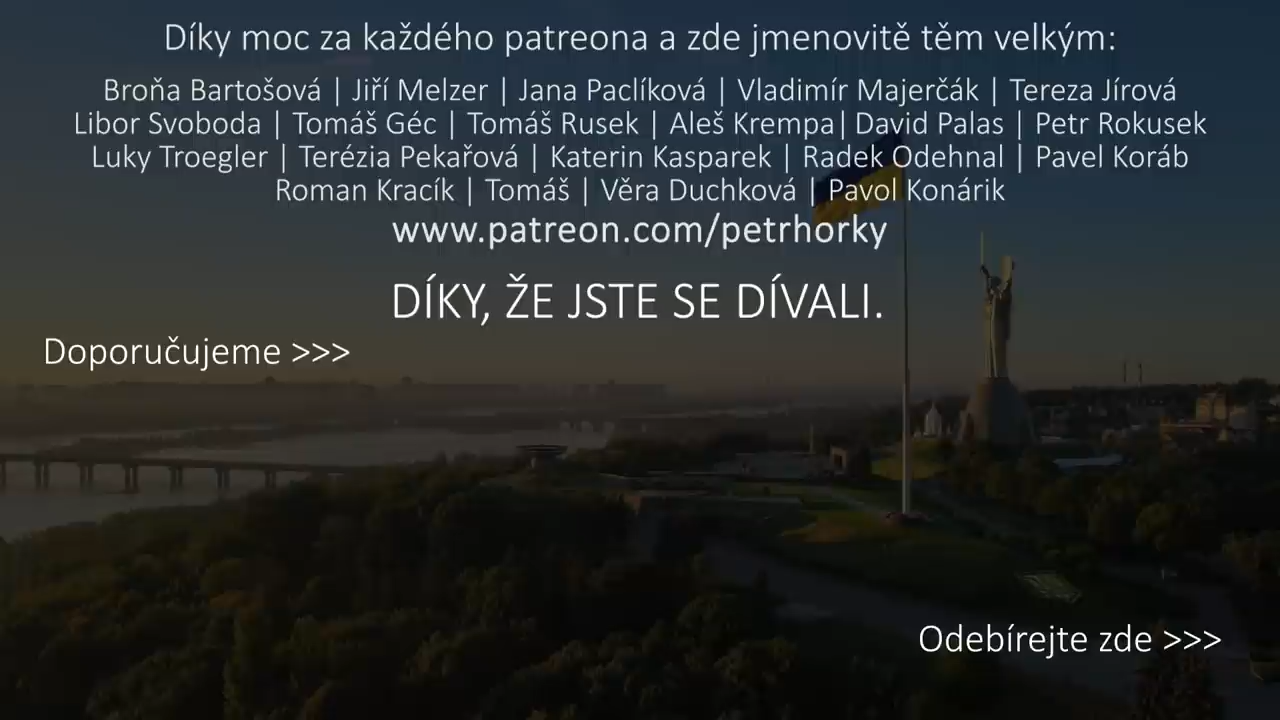 Díky moc za každého patreona a zde jmenovitě těm velkým:
Broňa Bartošová | Jiří Melzer | Jana Paclíková | Vladimír Majerčák | Tereza Jírová
Libor Svoboda | Tomáš Géc | Tomáš Rusek | Aleš Krempa| David Palas | Petr Rokusek
Luky Troegler | Terézia Pekařová | Katerin Kasparek | Radek Odehnal | Pavel Koráb
Roman Kracík | Tomáš | Věra Duchková | Pavol Konárik
www.patreon.com/petrhorky
DÍKY, ŽE JSTE SE DÍVALI.
Doporučujeme >>>
Odebírejte zde >>>